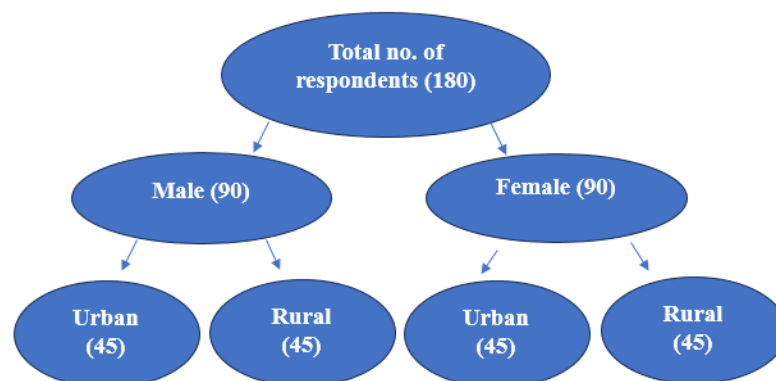 Total no. of
respondents (180)
Male (90)
Female (90)
Urban
(45)
Rural
(45)
Urban
(45)
Rural
(45)